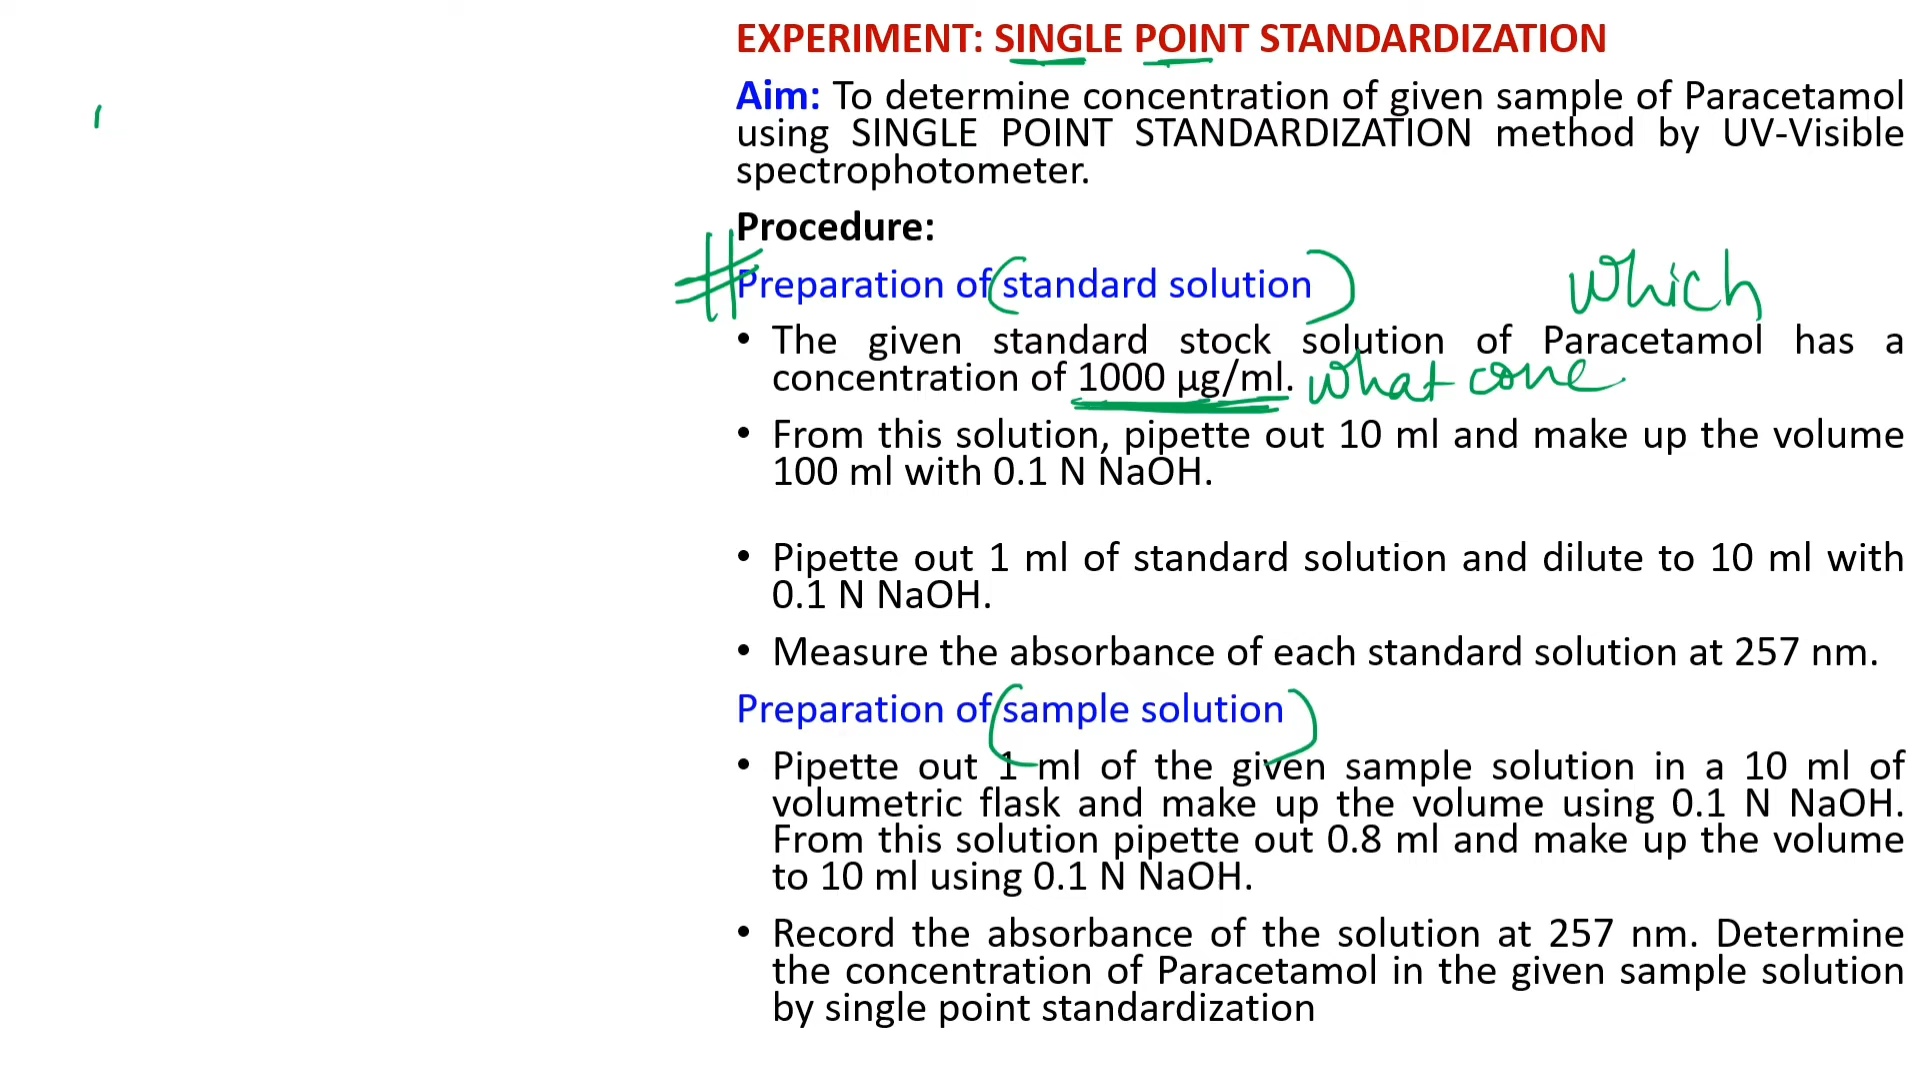 EXPERIMENT: SINGLE POINT STANDARDIZATION
Aim: To determine concentration of given sample of Paracetamol
using SINGLE POINT STANDARDIZATION method by UV-Visible
spectrophotometer.
Procedure:
# Preparation of (standard solution)
which
• The given standard stock solution of Paracetamol has a
concentration of 1000 µg/ml. what conc
• From this solution, pipette out 10 ml and make up the volume
100 ml with 0.1 N NaOH.
• Pipette out 1 ml of standard solution and dilute to 10 ml with
0.1 N NaOH.
• Measure the absorbance of each standard solution at 257 nm.
Preparation of (sample solution)
• Pipette out 1 ml of the given sample solution in a 10 ml of
volumetric flask and make up the volume using 0.1 N NaOH.
From this solution pipette out 0.8 ml and make up the volume
to 10 ml using 0.1 N NaOH.
• Record the absorbance of the solution at 257 nm. Determine
the concentration of Paracetamol in the given sample solution
by single point standardization